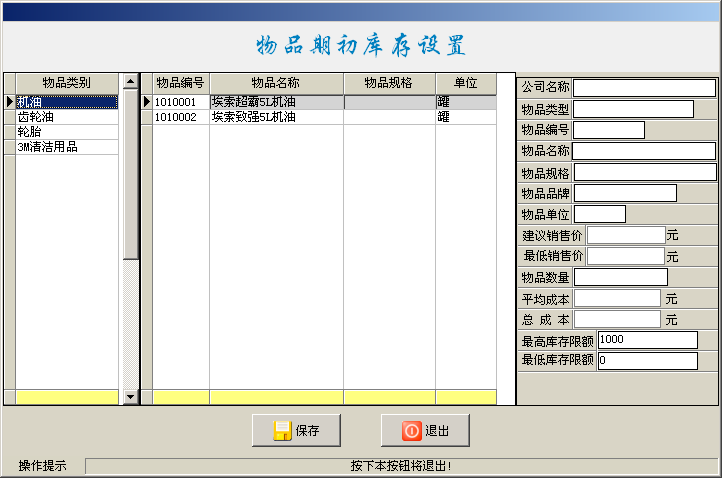 物品期初库存设置
物品类别
机油
齿轮油
轮胎
3M清洁用品
物品编号 物品名称 物品规格 单位
1010001 埃索超霸5L机油 罐
1010002 埃索致强5L机油 罐
公司名称
物品类型
物品编号
物品名称
物品规格
物品品牌
物品单位
建议销售价 元
最低销售价 元
物品数量
平均成本 元
总 成 本 元
最高库存限额 1000
最低库存限额 0
保存 退出
操作提示 按下本按钮将退出!